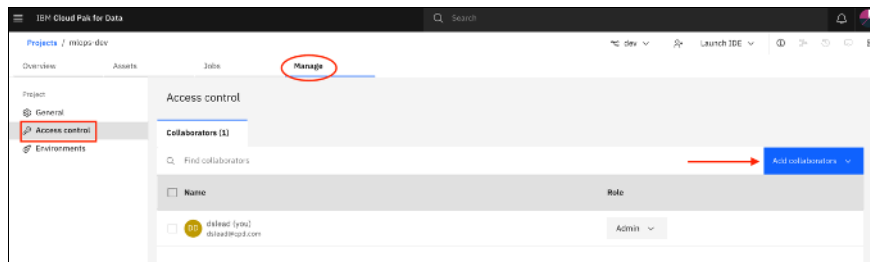 IBM Cloud Pak for Data
Search
Projects / mlops-dev
dev
Launch IDE
Overview Assets Jobs Manage
Project
General
Access control
Environments
Access control
Collaborators (1)
Find collaborators
Add collaborators
Name Role
DD
dslead (you)
dslead@cpd.com
Admin